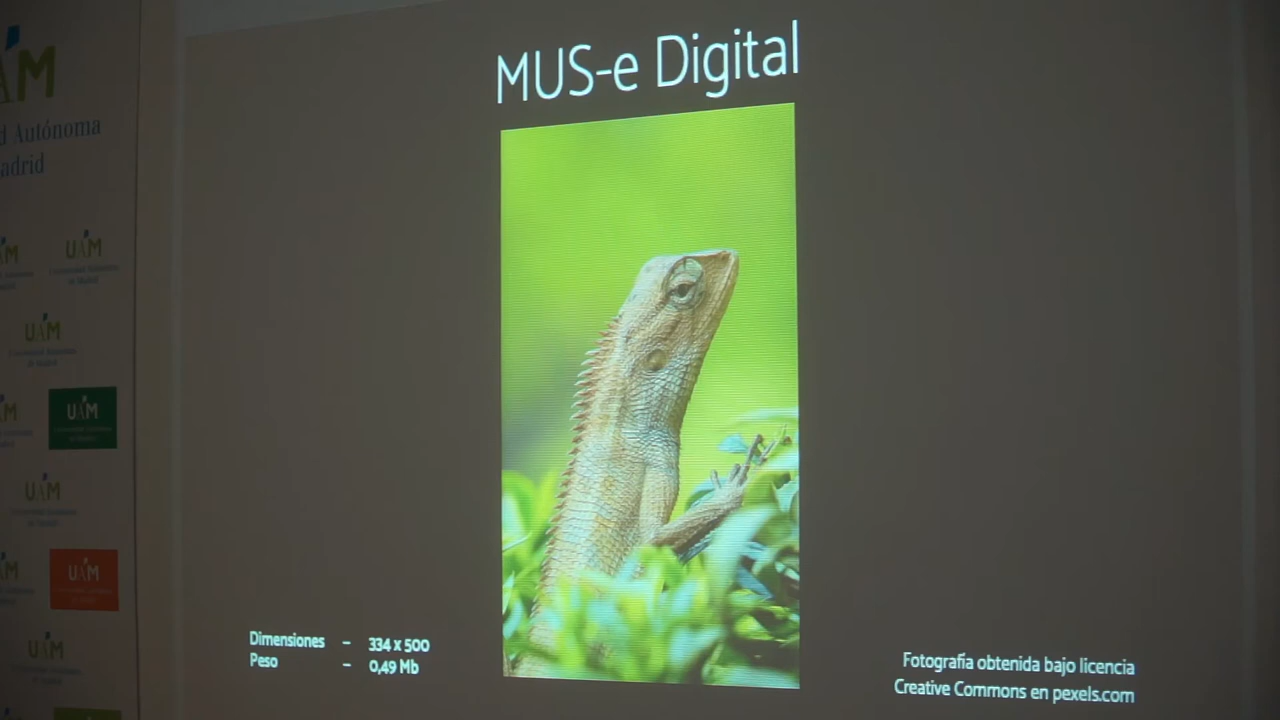 MUS-e Digital
UAM
d Autónoma
adrid
UAM
UAM
UAM
UAM
UAM
UAM
Dimensiones – 334 x 500
Peso – 0,49 Mb
Fotografía obtenida bajo licencia
Creative Commons en pexels.com